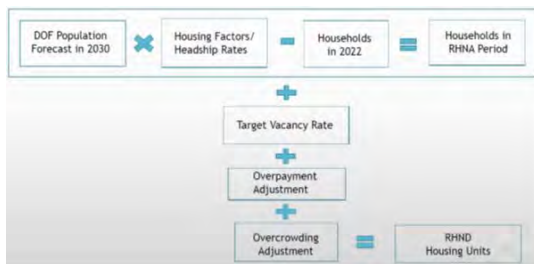 DOF Population
Forecast in 2030
Housing Factors/
Headship Rates
Households
in 2022
Households in
RHNA Period
Target Vacancy Rate
Overpayment
Adjustment
Overcrowding
Adjustment
RHND
Housing Units